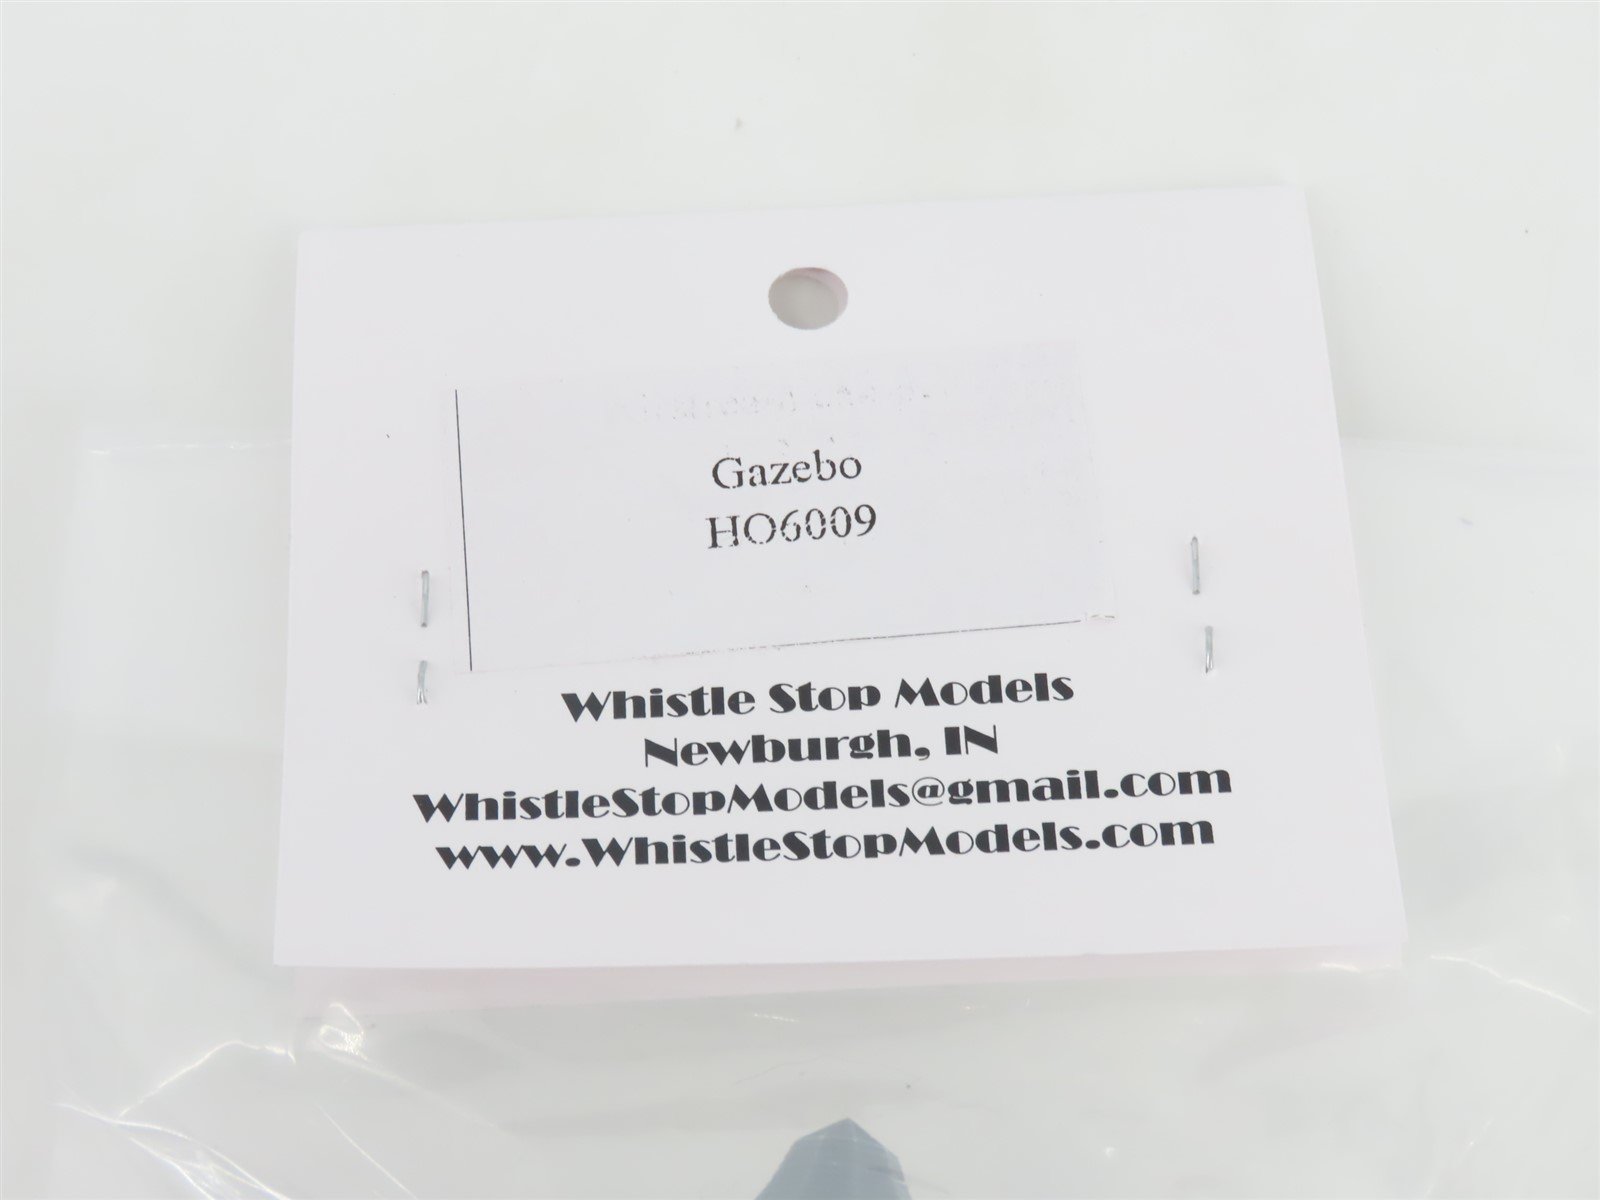 Gazebo
HO6009
Whistle Stop Models
Newburgh, IN
WhistleStopModels@gmail.com
www.WhistleStopModels.com